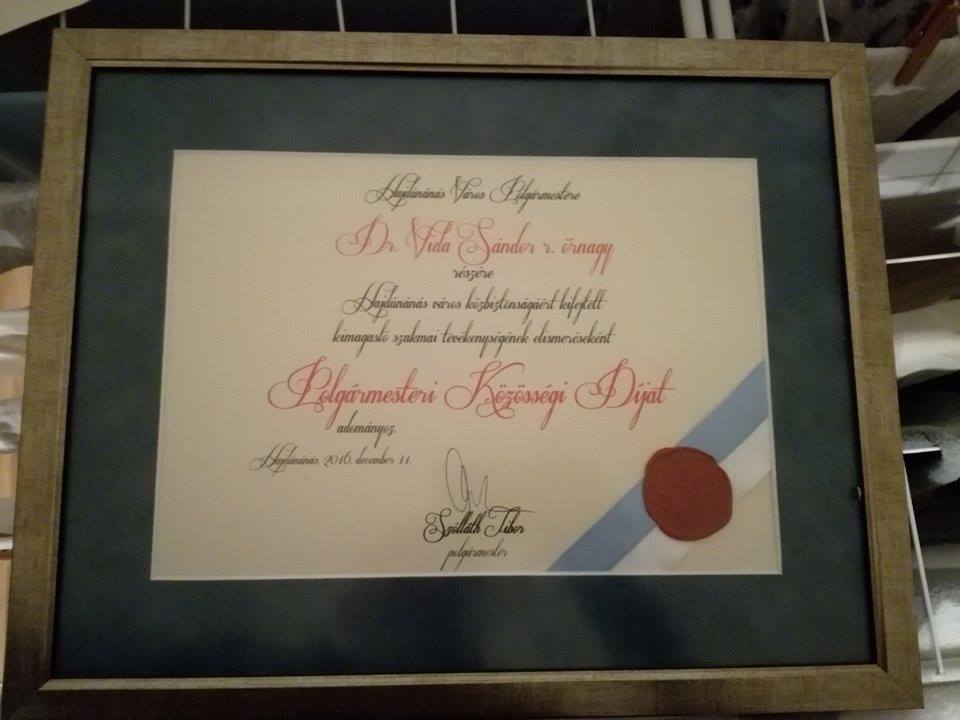 Hajdúnánás Város Polgármestere
Dr. Vida Sándor r. őrnagy
részére
Hajdúnánás város közbiztonságáért kifejtett
kimagasló szakmai tevékenységének elismeréseként
Polgármesteri Közösségi Díját
adományoz.
Hajdúnánás, 2016. december 11.
Szólláth Tibor
polgármester